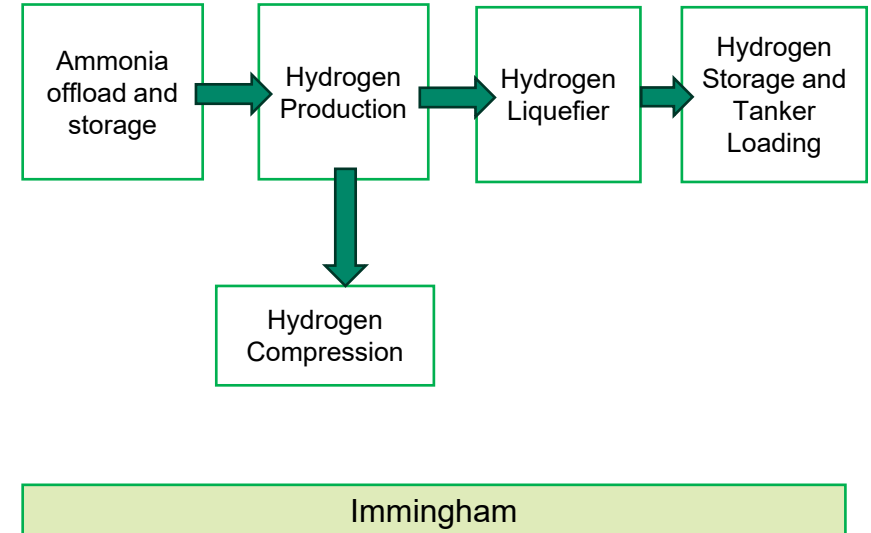 Ammonia
offload and
storage
Hydrogen
Production
Hydrogen
Liquefier
Hydrogen
Storage and
Tanker
Loading
Hydrogen
Compression
Immingham